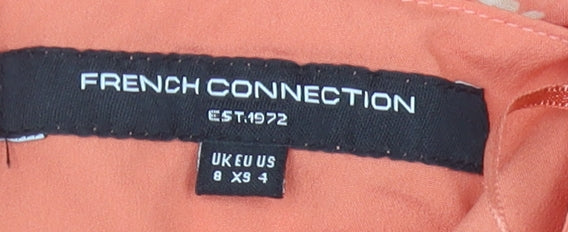 FRENCH CONNECTION
EST.1972
UK EU US
8 XS 4